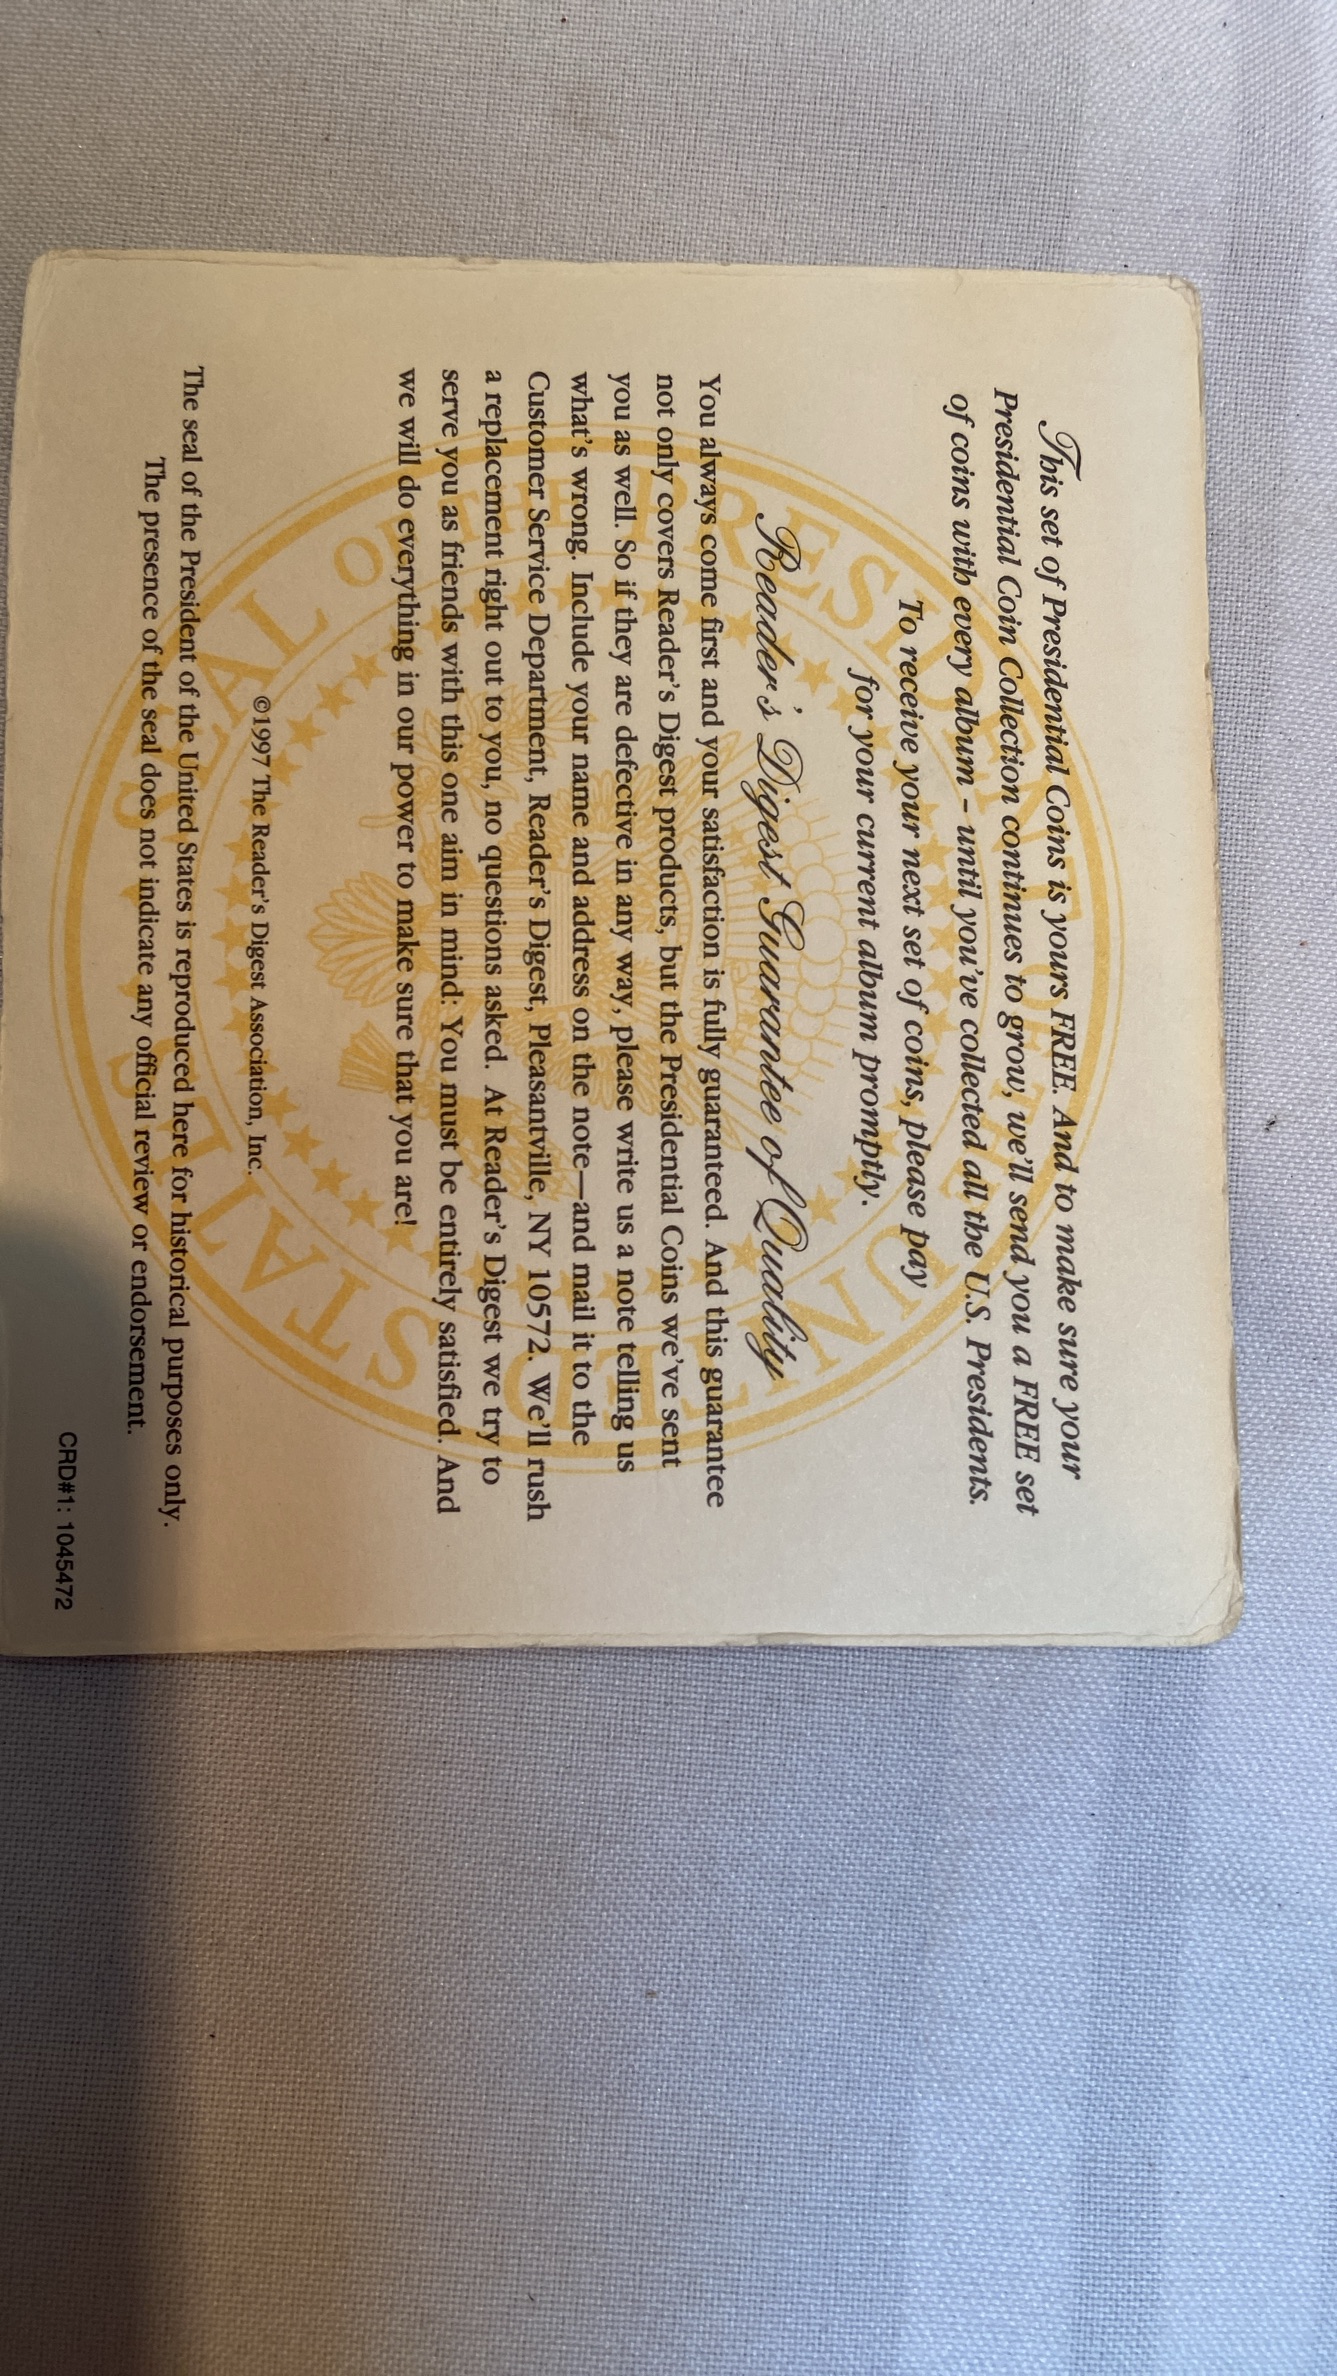 This set of Presidential Coins is yours FREE. And to make sure your
Presidential Coin Collection continues to grow, we'll send you a FREE set
of coins with every album - until you've collected all the U.S. Presidents.
To receive your next set of coins, please pay
for your current album promptly.
Reader's Digest Guarantee of Quality
You always come first and your satisfaction is fully guaranteed. And this guarantee
not only covers Reader's Digest products, but the Presidential Coins we've sent
you as well. So if they are defective in any way, please write us a note telling us
what's wrong. Include your name and address on the note—and mail it to the
Customer Service Department, Reader's Digest, Pleasantville, NY 10572. We'll rush
a replacement right out to you, no questions asked. At Reader's Digest we try to
serve you as friends with this one aim in mind: You must be entirely satisfied. And
we will do everything in our power to make sure that you are!
©1997 The Reader's Digest Association, Inc.
The seal of the President of the United States is reproduced here for historical purposes only.
The presence of the seal does not indicate any official review or endorsement.
CRD#1: 1045472
SEAL OF THE PRESIDENT OF THE UNITED STATES